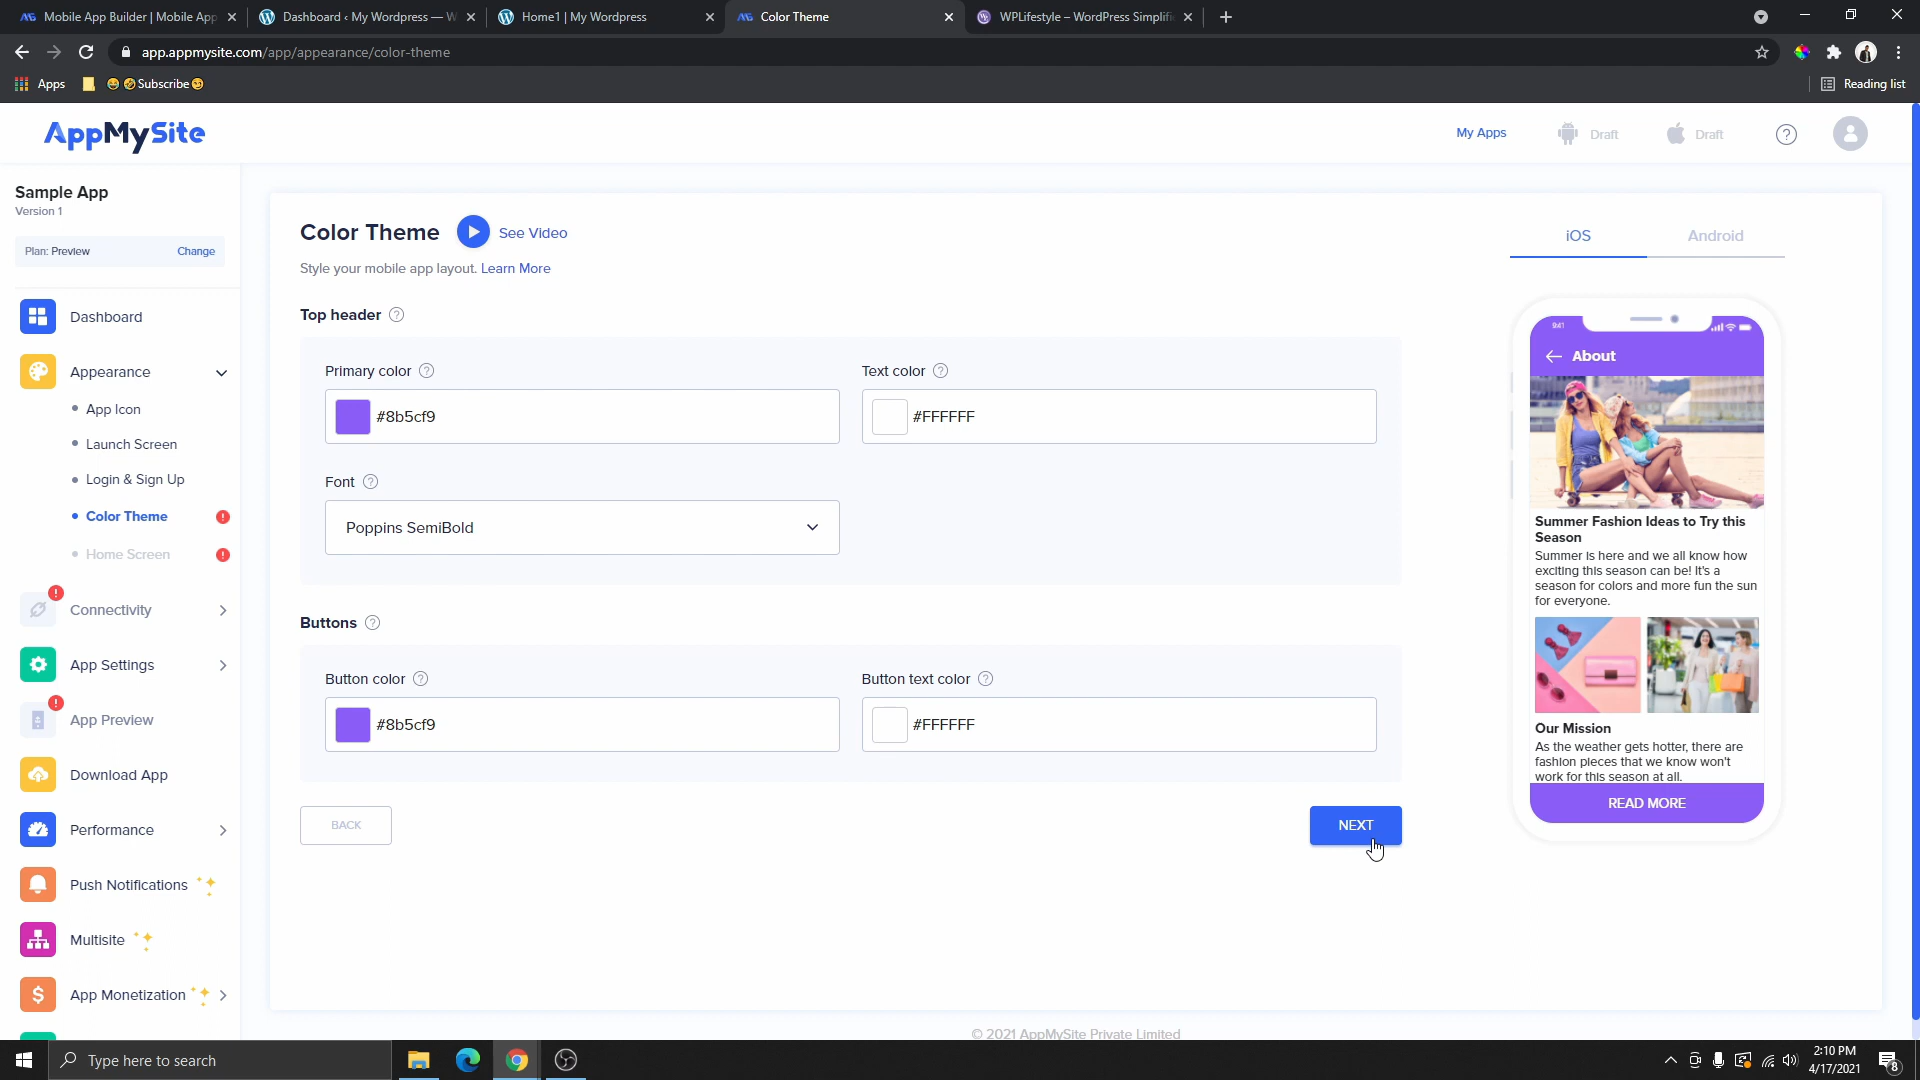 Mobile App Builder | Mobile App
Dashboard ‹ My Wordpress — W
Home1 | My Wordpress
Color Theme
WPLifestyle – WordPress Simplifi
app.appmysite.com/app/appearance/color-theme
Apps
Subscribe
Reading list
AppMySite
My Apps
Draft
Draft
Sample App
Version 1
Plan: Preview
Change
Dashboard
Appearance
App Icon
Launch Screen
Login & Sign Up
Color Theme
Home Screen
Connectivity
App Settings
App Preview
Download App
Performance
Push Notifications
Multisite
App Monetization
Color Theme
See Video
Style your mobile app layout. Learn More
Top header
Primary color
Text color
#8b5cf9
#FFFFFF
Font
Poppins SemiBold
Buttons
Button color
Button text color
#8b5cf9
#FFFFFF
BACK
NEXT
iOS
Android
9:41
About
Summer Fashion Ideas to Try this
Season
Summer is here and we all know how
exciting this season can be! It's a
season for colors and more fun the sun
for everyone.
Our Mission
As the weather gets hotter, there are
fashion pieces that we know won't
work for this season at all.
READ MORE
© 2021 AppMySite Private Limited
Type here to search
2:10 PM
4/17/2021
8